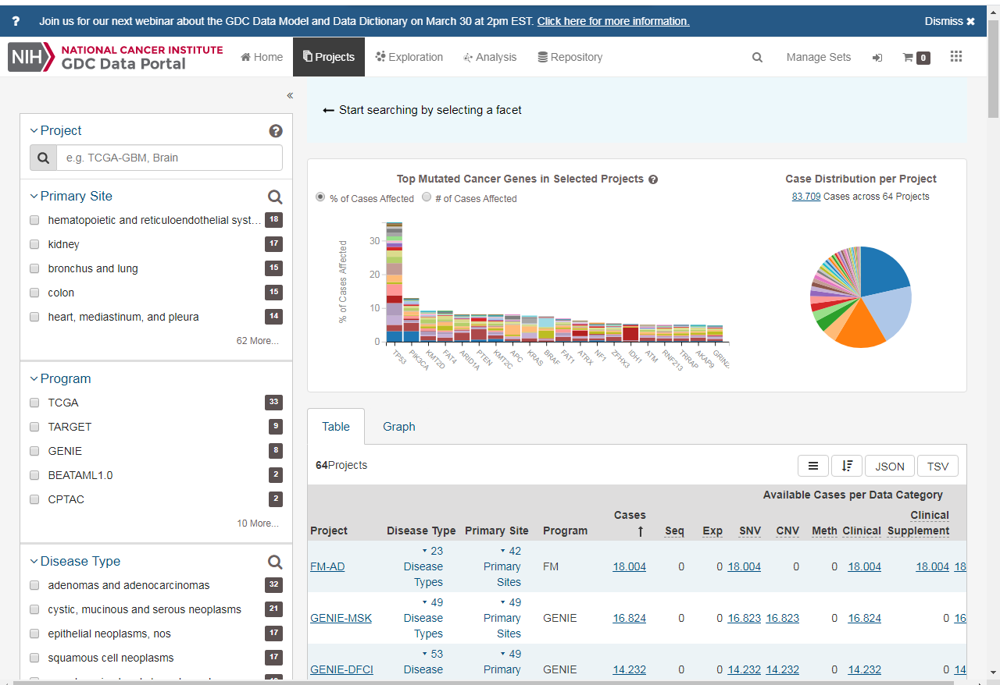 ? Join us for our next webinar about the GDC Data Model and Data Dictionary on March 30 at 2pm EST. Click here for more information. Dismiss ✖
NIH NATIONAL CANCER INSTITUTE
GDC Data Portal
Home Projects Exploration Analysis Repository Manage Sets 0
«
Start searching by selecting a facet
Project ?
e.g. TCGA-GBM, Brain
Primary Site
hematopoietic and reticuloendothelial syst... 18
kidney 17
bronchus and lung 15
colon 15
heart, mediastinum, and pleura 14
62 More...
Program
TCGA 33
TARGET 9
GENIE 8
BEATAML1.0 2
CPTAC 2
10 More...
Disease Type
adenomas and adenocarcinomas 32
cystic, mucinous and serous neoplasms 21
epithelial neoplasms, nos 17
squamous cell neoplasms 17
Top Mutated Cancer Genes in Selected Projects ?
% of Cases Affected # of Cases Affected
% of Cases Affected
30
20
10
0
TP53 PIK3CA KMT2D FAT4 ARID1A PTEN KMT2C APC KRAS BRAF FAT1 ATRX NF1 ZFHX3 IDH1 ATM RNF213 TRRAP AKAP9 GRIN2
Case Distribution per Project
83.709 Cases across 64 Projects
Table Graph
64Projects JSON TSV
Available Cases per Data Category
Project Disease Type Primary Site Program Cases ↑ Seq Exp SNV CNV Meth Clinical Clinical Supplement
FM-AD 23 Disease Types 42 Primary Sites FM 18.004 0 0 18.004 0 0 18.004 18.004 18
GENIE-MSK 49 Disease Types 49 Primary Sites GENIE 16.824 0 0 16.823 16.823 0 16.824 0 16
GENIE-DFCI 53 Disease 49 Primary GENIE 14.232 0 0 14.232 14.232 0 14.232 0 14